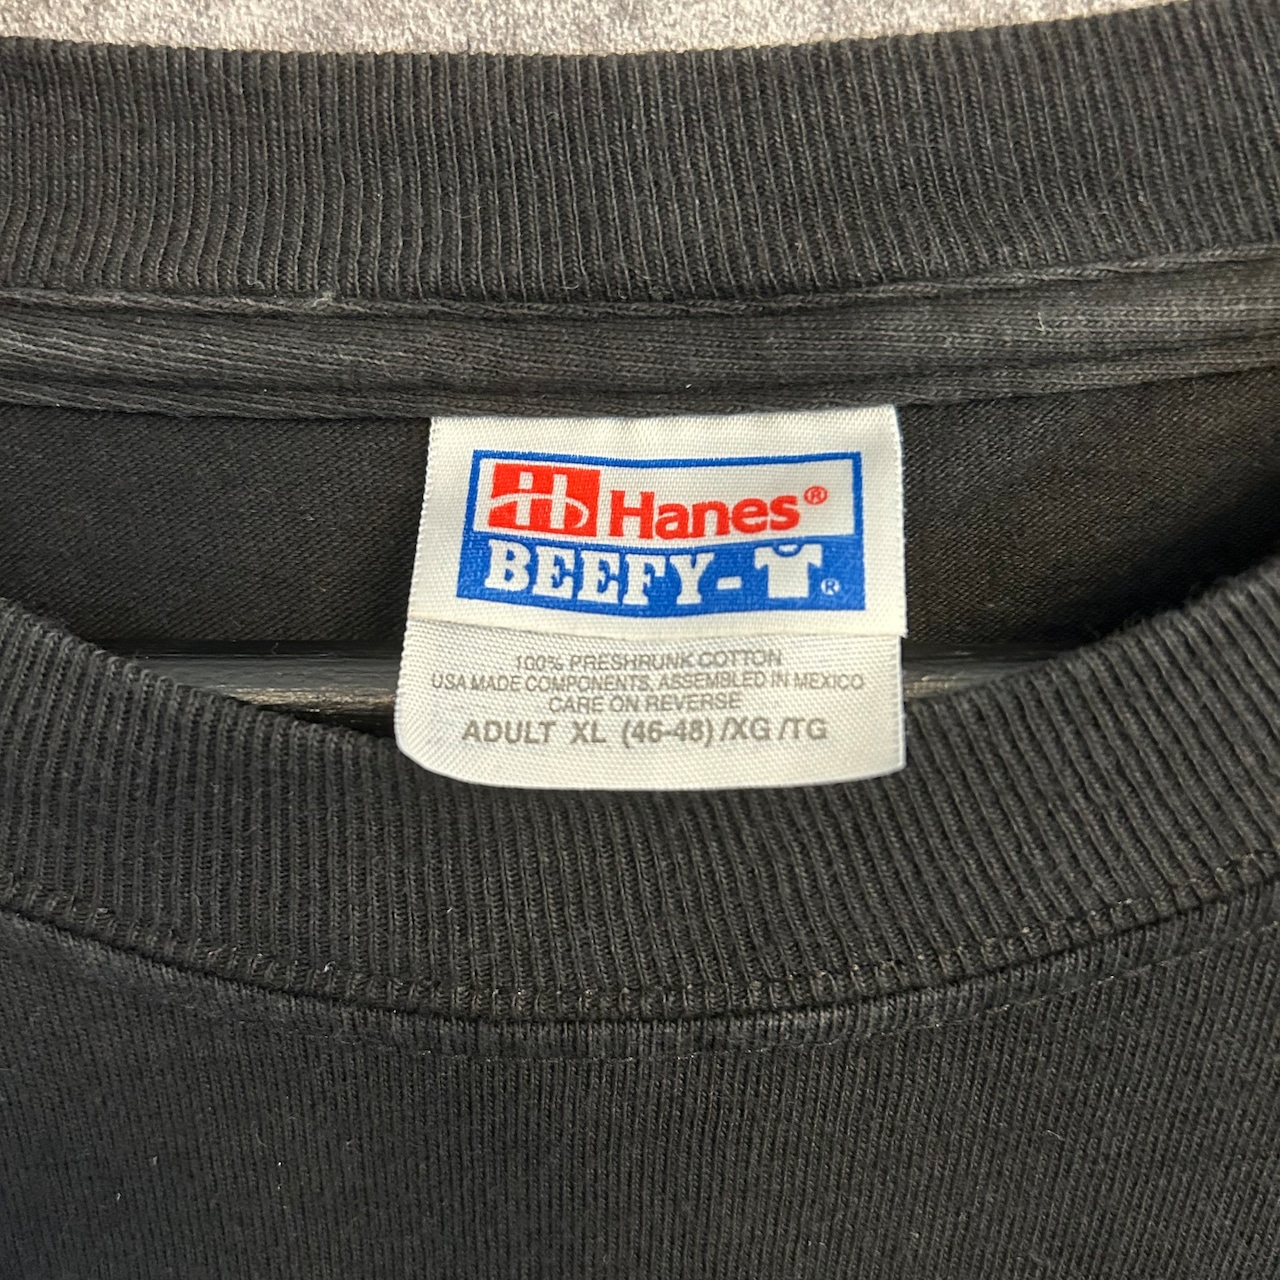 Hanes®
BEEFY-T®
100% PRESHRUNK COTTON
USA MADE COMPONENTS, ASSEMBLED IN MEXICO
CARE ON REVERSE
ADULT XL (46-48) /XG /TG